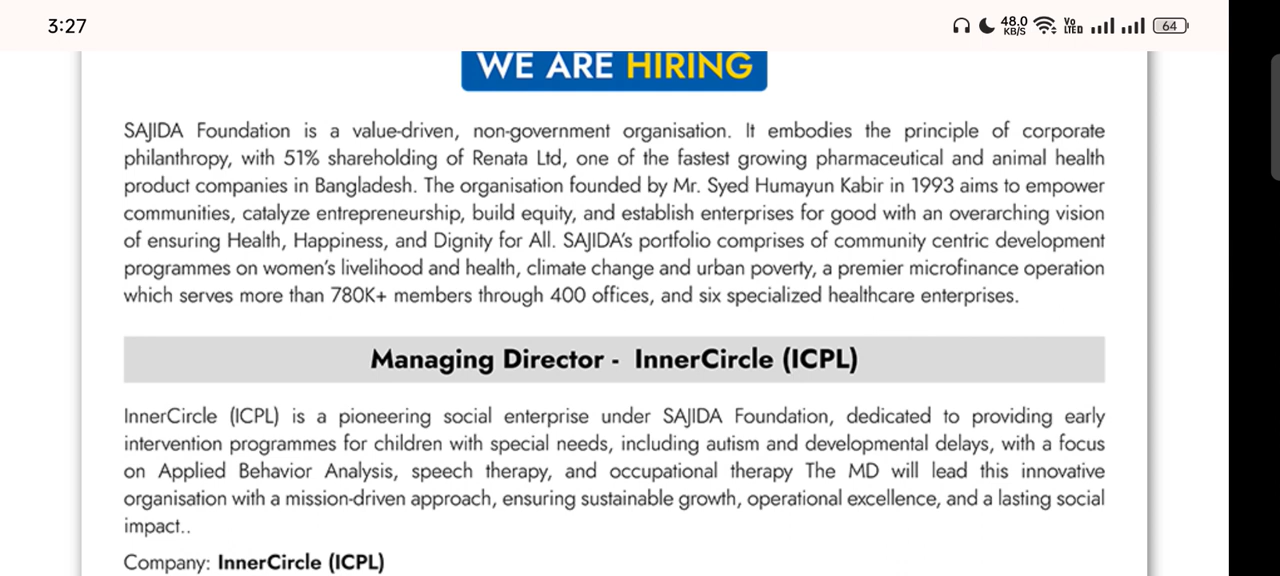 3:27
48.0
KB/S
Vo
LTED
64
WE ARE HIRING
SAJIDA Foundation is a value-driven, non-government organisation. It embodies the principle of corporate
philanthropy, with 51% shareholding of Renata Ltd, one of the fastest growing pharmaceutical and animal health
product companies in Bangladesh. The organisation founded by Mr. Syed Humayun Kabir in 1993 aims to empower
communities, catalyze entrepreneurship, build equity, and establish enterprises for good with an overarching vision
of ensuring Health, Happiness, and Dignity for All. SAJIDA's portfolio comprises of community centric development
programmes on women's livelihood and health, climate change and urban poverty, a premier microfinance operation
which serves more than 780K+ members through 400 offices, and six specialized healthcare enterprises.
Managing Director - InnerCircle (ICPL)
InnerCircle (ICPL) is a pioneering social enterprise under SAJIDA Foundation, dedicated to providing early
intervention programmes for children with special needs, including autism and developmental delays, with a focus
on Applied Behavior Analysis, speech therapy, and occupational therapy The MD will lead this innovative
organisation with a mission-driven approach, ensuring sustainable growth, operational excellence, and a lasting social
impact..
Company: InnerCircle (ICPL)